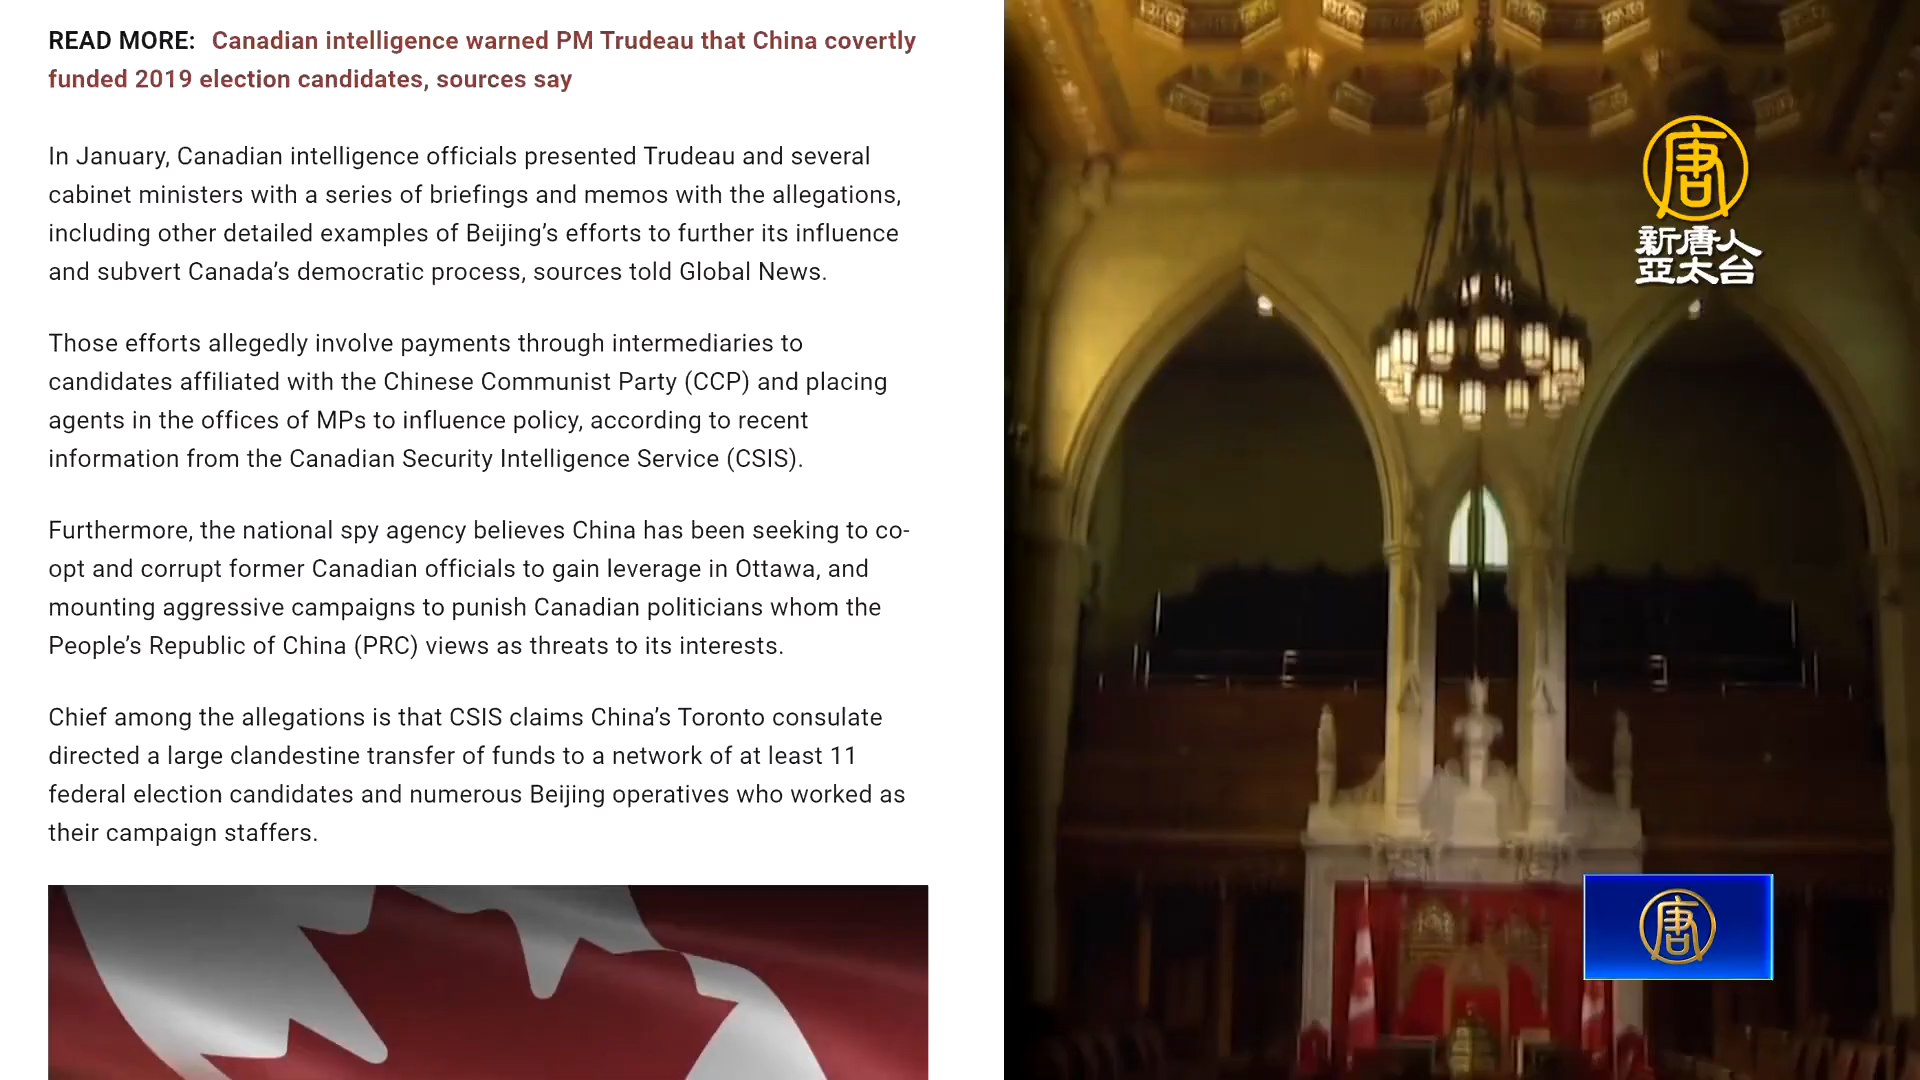 READ MORE: Canadian intelligence warned PM Trudeau that China covertly
funded 2019 election candidates, sources say
In January, Canadian intelligence officials presented Trudeau and several
cabinet ministers with a series of briefings and memos with the allegations,
including other detailed examples of Beijing’s efforts to further its influence
and subvert Canada’s democratic process, sources told Global News.
Those efforts allegedly involve payments through intermediaries to
candidates affiliated with the Chinese Communist Party (CCP) and placing
agents in the offices of MPs to influence policy, according to recent
information from the Canadian Security Intelligence Service (CSIS).
Furthermore, the national spy agency believes China has been seeking to co-
opt and corrupt former Canadian officials to gain leverage in Ottawa, and
mounting aggressive campaigns to punish Canadian politicians whom the
People’s Republic of China (PRC) views as threats to its interests.
Chief among the allegations is that CSIS claims China’s Toronto consulate
directed a large clandestine transfer of funds to a network of at least 11
federal election candidates and numerous Beijing operatives who worked as
their campaign staffers.
唐
新唐人
亞太台
唐